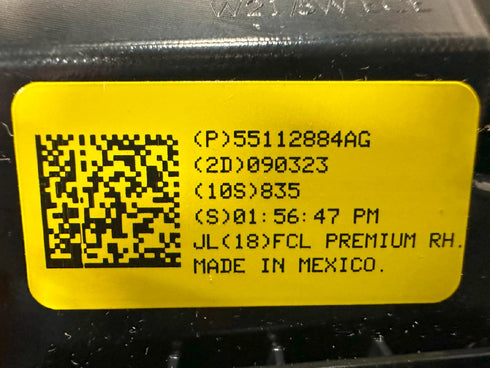 (P)55112884AG
(2D)090323
(10S)835
(S)01:56:47 PM
JL(18)FCL PREMIUM RH.
MADE IN MEXICO.